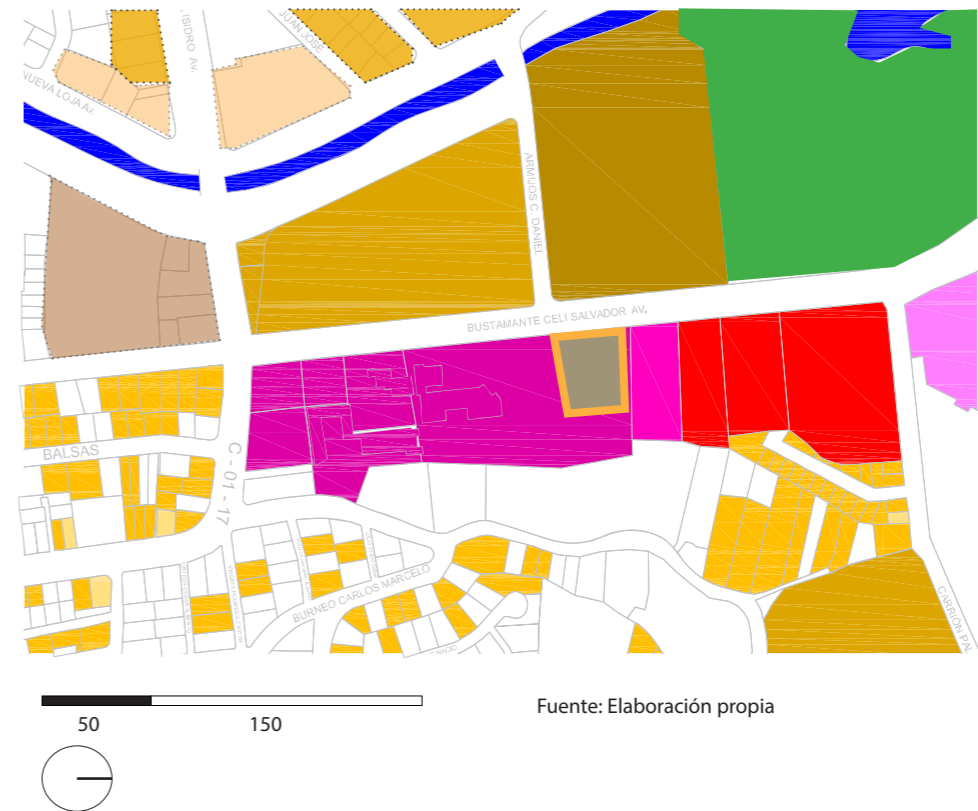 ISIDRO AV.
JUAN JOSE
NUEVA LOJA Av.
ARMIJOS C. DANIEL
BUSTAMANTE CELI SALVADOR AV.
BALSAS
C - 01 - 17
BURNEO CARLOS MARCELO
CARRIÓN PAL
50
150
Fuente: Elaboración propia